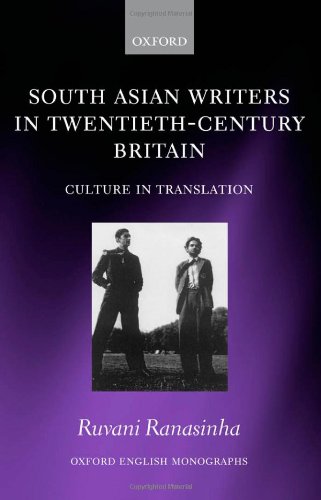 OXFORD
SOUTH ASIAN WRITERS
IN TWENTIETH-CENTURY
BRITAIN
CULTURE IN TRANSLATION
Ruvani Ranasinha
OXFORD ENGLISH MONOGRAPHS